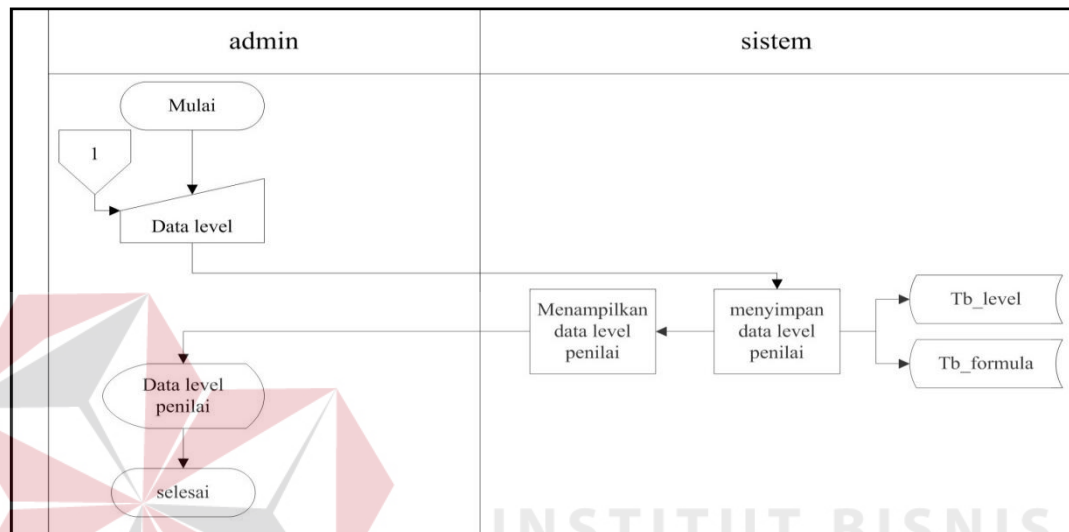 admin
sistem
Mulai
1
Data level
Menampilkan
data level
penilai
menyimpan
data level
penilai
Tb_level
Tb_formula
Data level
penilai
selesai
INSTITUT BISNIS